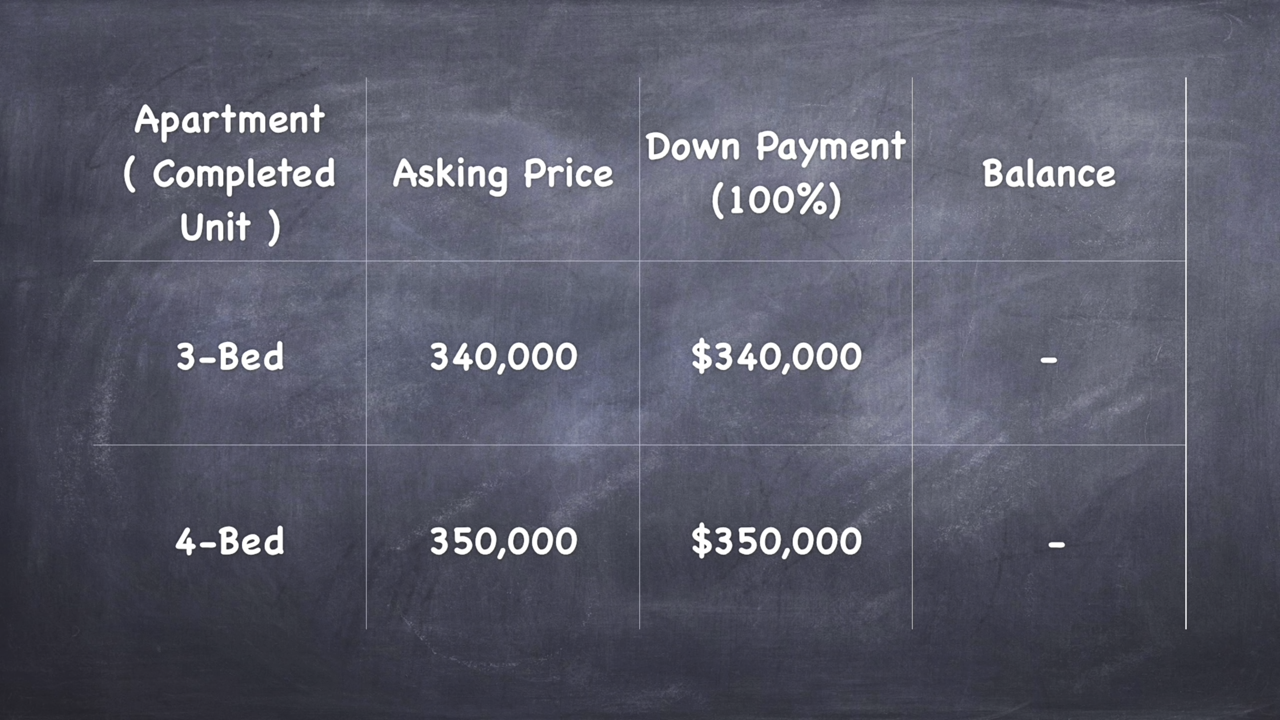 Apartment
( Completed
Unit )
Asking Price
Down Payment
(100%)
Balance
3-Bed
340,000
$340,000
-
4-Bed
350,000
$350,000
-